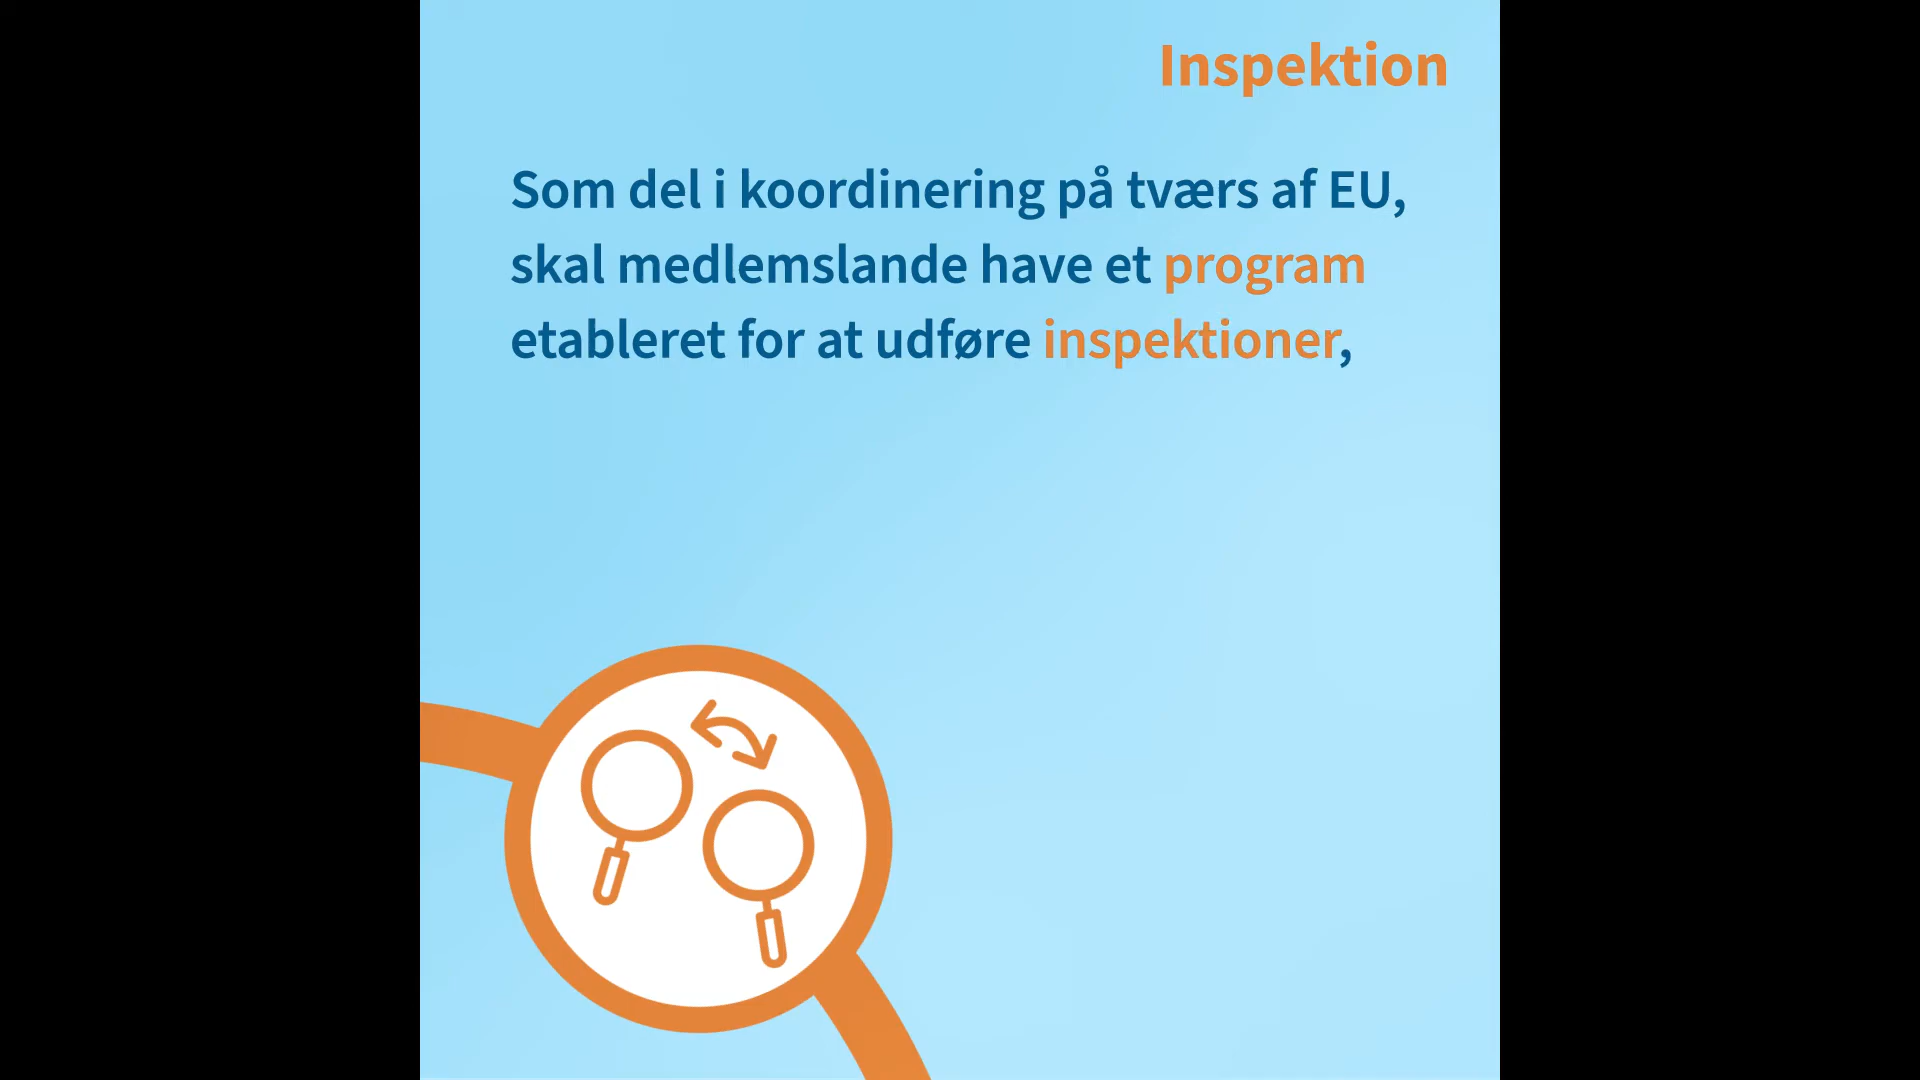 Inspektion
Som del i koordinering på tværs af EU,
skal medlemslande have et program
etableret for at udføre inspektioner,